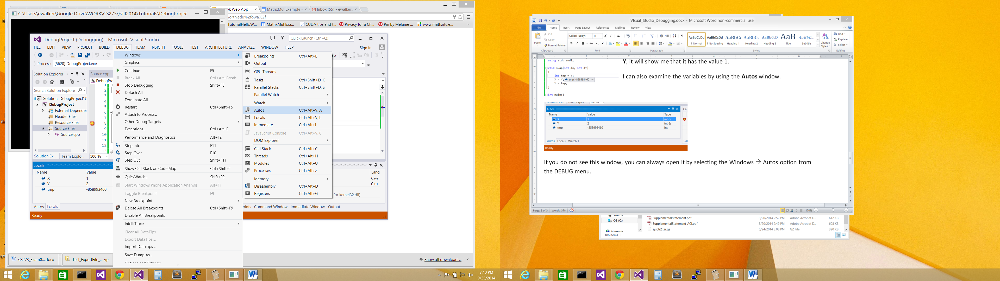 Outlook Web App
MatrixMul Example -
Inbox (55) - ewalker
C:\Users\ewalker\Google Drive\WORK\CS273\Fall2014\Tutorials\DebugProjec...
worth.edu%2fowa%2f
TutorialHelloW...
MatrixMul Exa...
CUDA tips and t...
Privacy for a Ch...
Pin by Melanie ...
www.math.ntu.e...
»
DebugProject (Debugging) - Microsoft Visual Studio
Quick Launch (Ctrl+Q)
FILE EDIT VIEW PROJECT BUILD DEBUG TEAM NSIGHT TOOLS TEST ARCHITECTURE ANALYZE WINDOW HELP
Sign in
Process: [5620] DebugProject.exe
Solution Explorer
Search Solution Explorer
Solution 'DebugProject' (
DebugProject
External Depender
Header Files
Resource Files
Source Files
Source.cpp
Solution Ex... Team Explo...
Source.cpp
DebugPro
1
2
3
4
5
6
7
8
9
10
11
12
13
100 %
Locals
Name Value
X 1
Y 2
tmp -858993460
Autos Locals
Ready
Windows
Graphics
Continue F5
Break All Ctrl+Alt+Break
Stop Debugging Shift+F5
Detach All
Terminate All
Restart Ctrl+Shift+F5
Attach to Process...
Other Debug Targets
Exceptions... Ctrl+Alt+E
Performance and Diagnostics Alt+F2
Step Into F11
Step Over F10
Step Out Shift+F11
Show Call Stack on Code Map Ctrl+Shift+`
QuickWatch... Shift+F9
Start Windows Phone Application Analysis Alt+F1
Toggle Breakpoint F9
New Breakpoint
Delete All Breakpoints Ctrl+Shift+F9
Disable All Breakpoints
IntelliTrace
Clear All DataTips
Export DataTips ...
Import DataTips ...
Save Dump As...
Options and Settings
Breakpoints Ctrl+Alt+B
Output
GPU Threads
Tasks Ctrl+Shift+D, K
Parallel Stacks Ctrl+Shift+D, S
Parallel Watch
Watch
Autos Ctrl+Alt+V, A
Locals Ctrl+Alt+V, L
Immediate Ctrl+Alt+I
JavaScript Console Ctrl+Alt+V, C
DOM Explorer
Call Stack Ctrl+Alt+C
Threads Ctrl+Alt+H
Modules Ctrl+Alt+U
Processes Ctrl+Alt+Z
Memory
Disassembly Ctrl+Alt+D
Registers Ctrl+Alt+G
Lang
C++
C++
for kernel32.dll]
oints Command Window Immediate Window Output
CS273_Exam0....docx
Test_ExportFile_....zip
Show all downloads...
7:40 PM
9/25/2014
VIsual_Studio_Debugging.docx - Microsoft Word non-commercial use
File Home Insert Page Layout References Mailings Review View
Paste
Cut
Copy
Format Painter
Clipboard
Calibri (Body) 11
Font
Paragraph
AaBbCcDd AaBbCcDd AaBbCc AaBbCc AaBbCcD AaB AaBbCcI
¶ Normal ¶ No Spacing Heading 1 Heading 2 Heading 3 Title Subtitle
Styles
Change
Styles
Find
Replace
Select
Editing
1 2 3 4 5 6 7
using std::endl;
void swap(int &X, int &Y)
{
int tmp = Y;
X = Y; tmp -858993460
Y = tmp;
}
int main()
Y, it will show me that it has the value 1.
I can also examine the variables by using the Autos window.
Autos
Name Value Type
X 1 int &
Y 2 int &
tmp -858993460 int
Autos Locals Watch 1
Cal
Cal
Ready
If you do not see this window, you can always open it by selecting the Windows → Autos option from
the DEBUG menu.
Page: 3 of 3 Words: 378
170%
Videos
OS (C:)
Network
SupplementalStatement.pdf 8/20/2014 2:52 PM Adobe Acrobat D... 612 KB
SupplementalStatement_ACI.pdf 8/20/2014 2:49 PM Adobe Acrobat D... 608 KB
sysctr2.tar.gz 6/24/2014 3:08 PM GZ File 320 KB
186 items